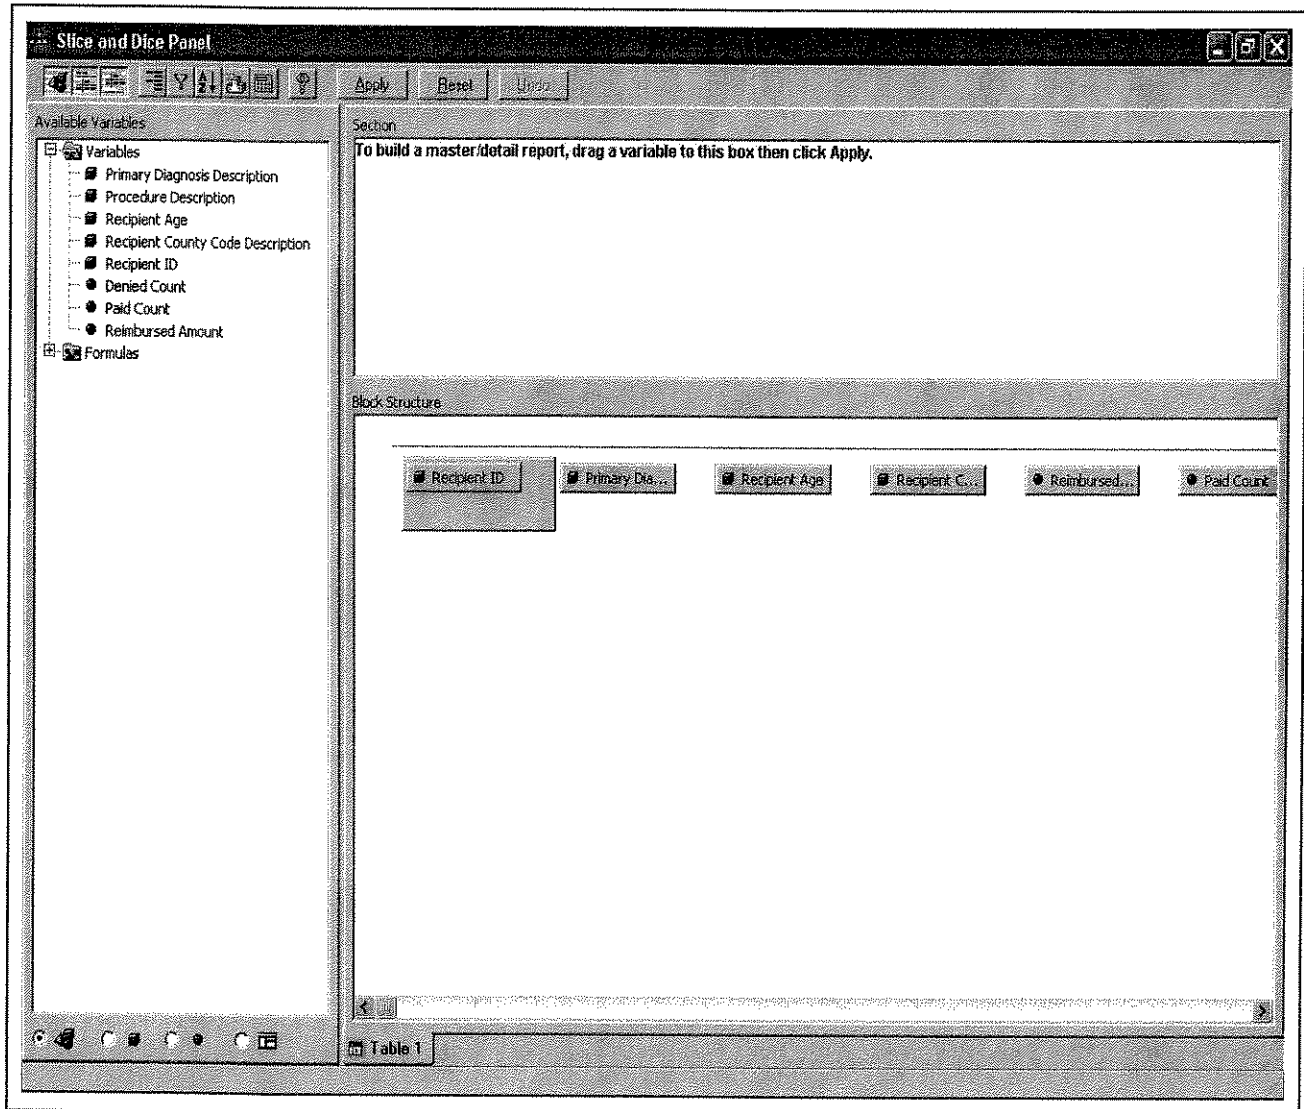 Slice and Dice Panel
Apply Reset Undo
Available Variables
Variables
Primary Diagnosis Description
Procedure Description
Recipient Age
Recipient County Code Description
Recipient ID
Denied Count
Paid Count
Reimbursed Amount
Formulas
Section
To build a master/detail report, drag a variable to this box then click Apply.
Block Structure
Recipient ID Primary Dia... Recipient Age Recipient C... Reimbursed... Paid Count
Table 1